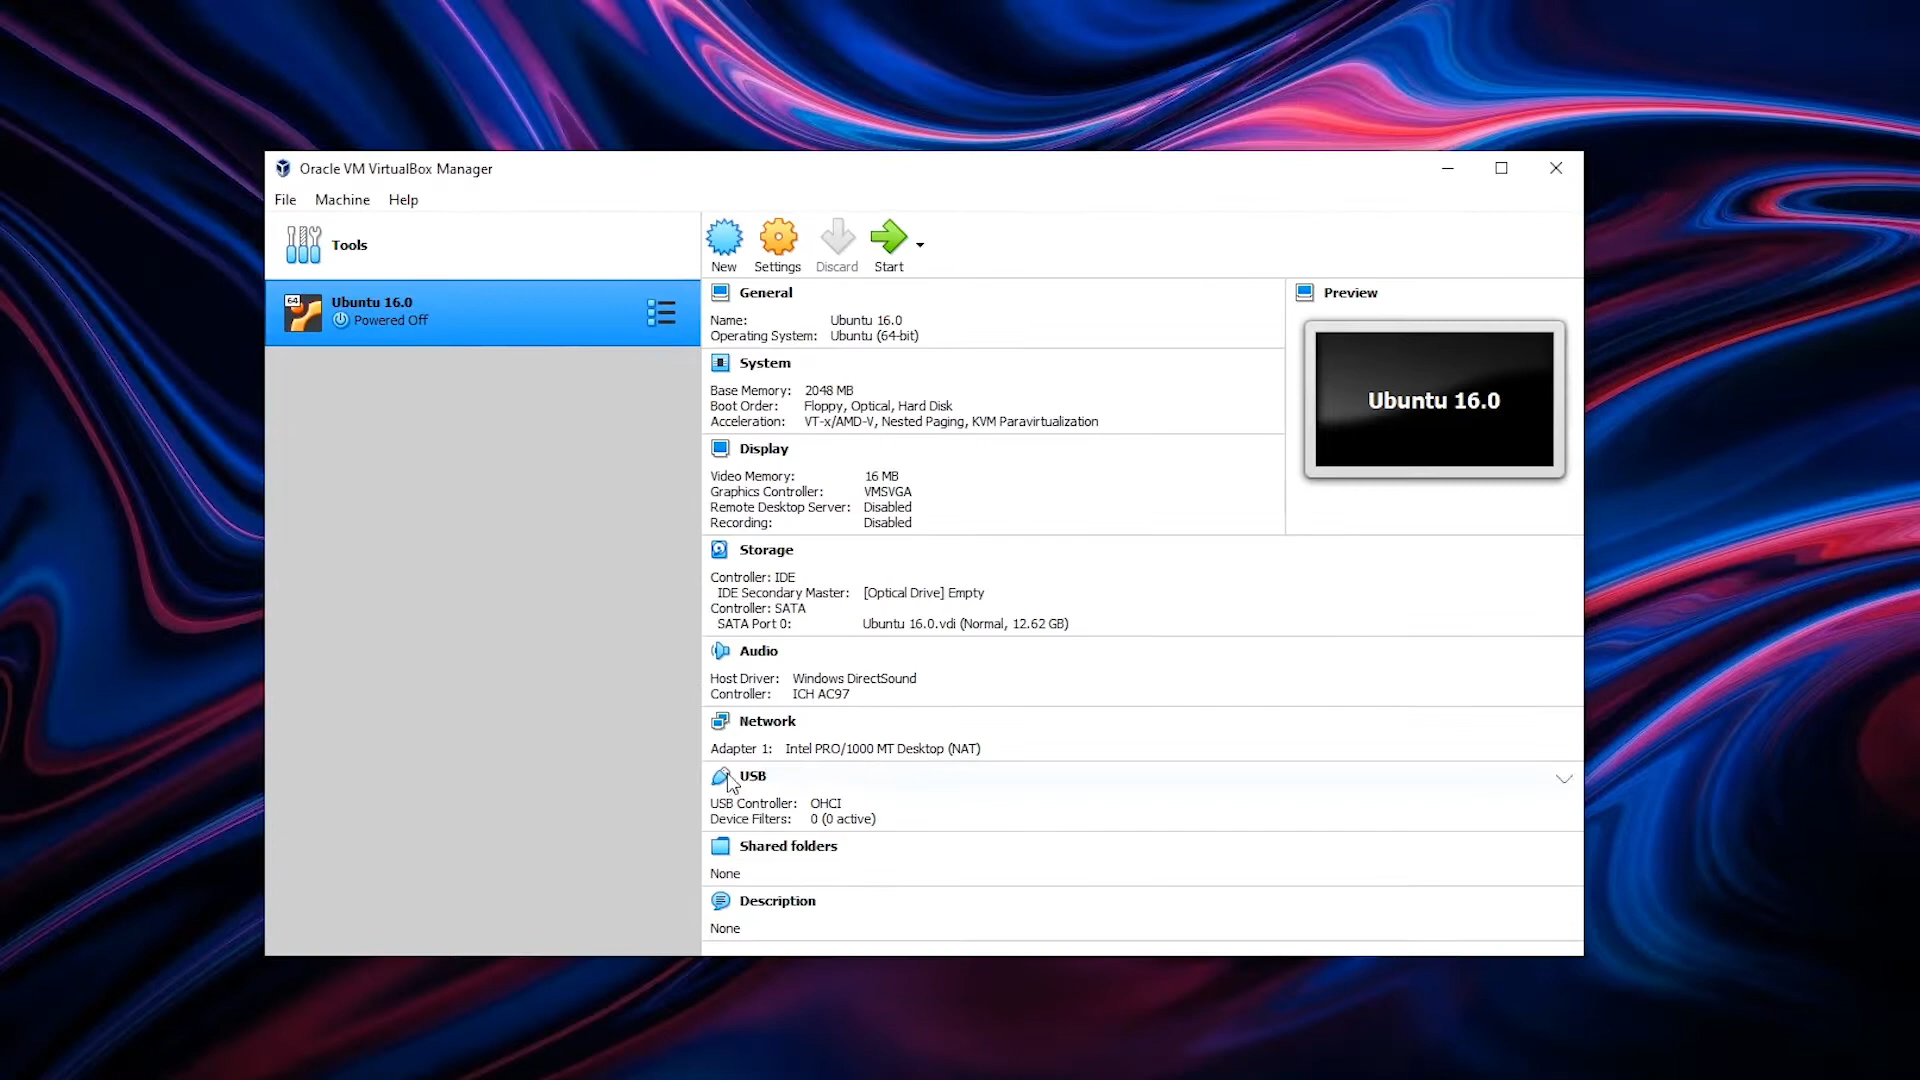 Oracle VM VirtualBox Manager
File Machine Help
Tools
64
Ubuntu 16.0
Powered Off
New Settings Discard Start
General
Name: Ubuntu 16.0
Operating System: Ubuntu (64-bit)
System
Base Memory: 2048 MB
Boot Order: Floppy, Optical, Hard Disk
Acceleration: VT-x/AMD-V, Nested Paging, KVM Paravirtualization
Display
Video Memory: 16 MB
Graphics Controller: VMSVGA
Remote Desktop Server: Disabled
Recording: Disabled
Preview
Ubuntu 16.0
Storage
Controller: IDE
IDE Secondary Master: [Optical Drive] Empty
Controller: SATA
SATA Port 0: Ubuntu 16.0.vdi (Normal, 12.62 GB)
Audio
Host Driver: Windows DirectSound
Controller: ICH AC97
Network
Adapter 1: Intel PRO/1000 MT Desktop (NAT)
USB
USB Controller: OHCI
Device Filters: 0 (0 active)
Shared folders
None
Description
None